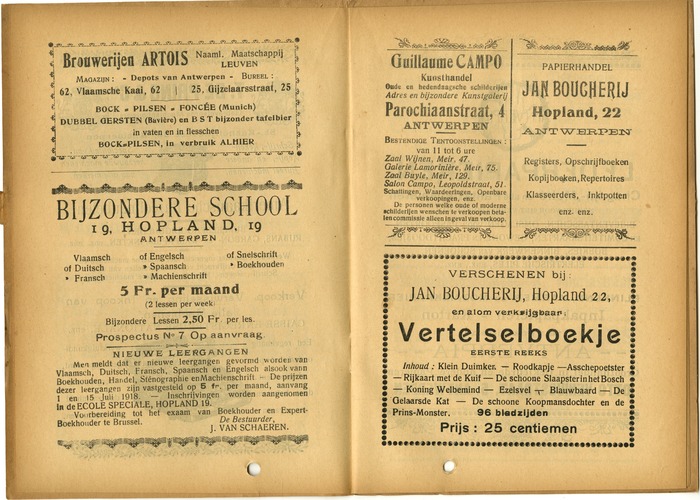 Brouwerijen ARTOIS Naaml. Maatschappij
LEUVEN
MAGAZIJN : - Depots van Antwerpen - BUREEL :
62, Vlaamsche Kaai, 62 25, Gijzelaarsstraat, 25
BOCK - PILSEN - FONCÉE (Munich)
DUBBEL GERSTEN (Bavière) en B S T bijzonder tafelbier
in vaten en in flesschen
BOCK-PILSEN, in verbruik ALHIER
BIJZONDERE SCHOOL
19, HOPLAND, 19
ANTWERPEN
Vlaamsch of Engelsch of Snelschrift
of Duitsch » Spaansch » Boekhouden
» Fransch » Machienschrift
5 Fr. per maand
(2 lessen per week)
Bijzondere Lessen 2,50 Fr. per les.
Prospectus Nº 7 Op aanvraag
NIEUWE LEERGANGEN
Men meldt dat er nieuwe leergangen gevormd worden van
Vlaamsch, Duitsch, Fransch, Spaansch en Engelsch alsook vann
Boekhouden, Handel, Sténographie en Machienschrift — De prijzen
dezer leergangen zijn vastgesteld op 5 fr. per maand, aanvang
1 en 15 Juli 1918. — Inschrijvingen worden aangenomen
in de ECOLE SPECIALE, HOPLAND 19.
Voorbereiding tot het exaam van Boekhouder en Expert-
Boekhouder te Brussel. De Bestuurder,
J. VAN SCHAEREN.
Guillaume CAMPO
Kunsthandel
Oude en hedendaagsche schilderijen
Adres en bijzondere Kunstgalerij
Parochiaanstraat, 4
ANTWERPEN
BESTENDIGE TENTOONSTELLINGEN :
van 11 tot 6 ure
Zaal Wijnen, Meir, 47.
Galerie Lamorinière, Meir, 75.
Zaal Buyle, Meir, 129.
Salon Campo, Leopoldstraat, 51.
Schattingen, Waardeeringen, Openbare
verkoopingen, enz.
De personen welke oude of moderne
schilderijen wenschen te verkoopen beta-
len commissie alleen ingeval van verkoop.
PAPIERHANDEL
JAN BOUCHERIJ
Hopland, 22
ANTWERPEN
Registers, Opschrijfboeken
Kopijboeken, Repertoires
Klasseerders, Inktpotten
enz. enz.
VERSCHENEN bij:
JAN BOUCHERIJ, Hopland 22,
en alom verkrijgbaar
Vertelselboekje
EERSTE REEKS
Inhoud : Klein Duimker. — Roodkapje — Asschepoetster
— Rijkaart met de Kuif — De schoone Slaapster in het Bosch
— Koning Welbemind — Ezelsvel — Blauwbaard — De
Gelaarsde Kat — De schoone Koopmansdochter en de
Prins-Monster. 96 bladzijden
Prijs : 25 centiemen